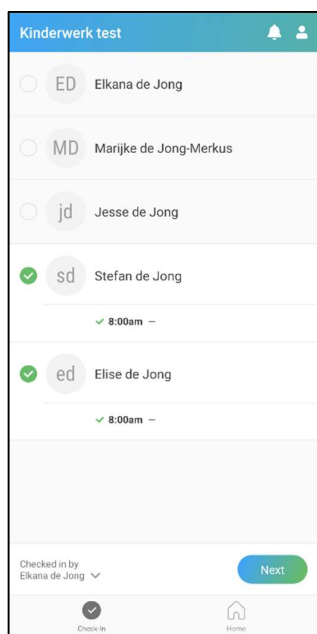 Kinderwerk test
ED Elkana de Jong
MD Marijke de Jong-Merkus
jd Jesse de Jong
sd Stefan de Jong
8:00am –
ed Elise de Jong
8:00am –
Checked in by
Elkana de Jong
Next
Check-In Home